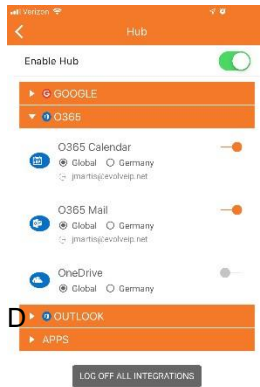 Verizon
Hub
Enable Hub
GOOGLE
O365
O365 Calendar
Global Germany
jmartis@evolveip.net
O365 Mail
Global Germany
jmartis@evolveip.net
OneDrive
Global Germany
D
OUTLOOK
APPS
LOG OFF ALL INTEGRATIONS